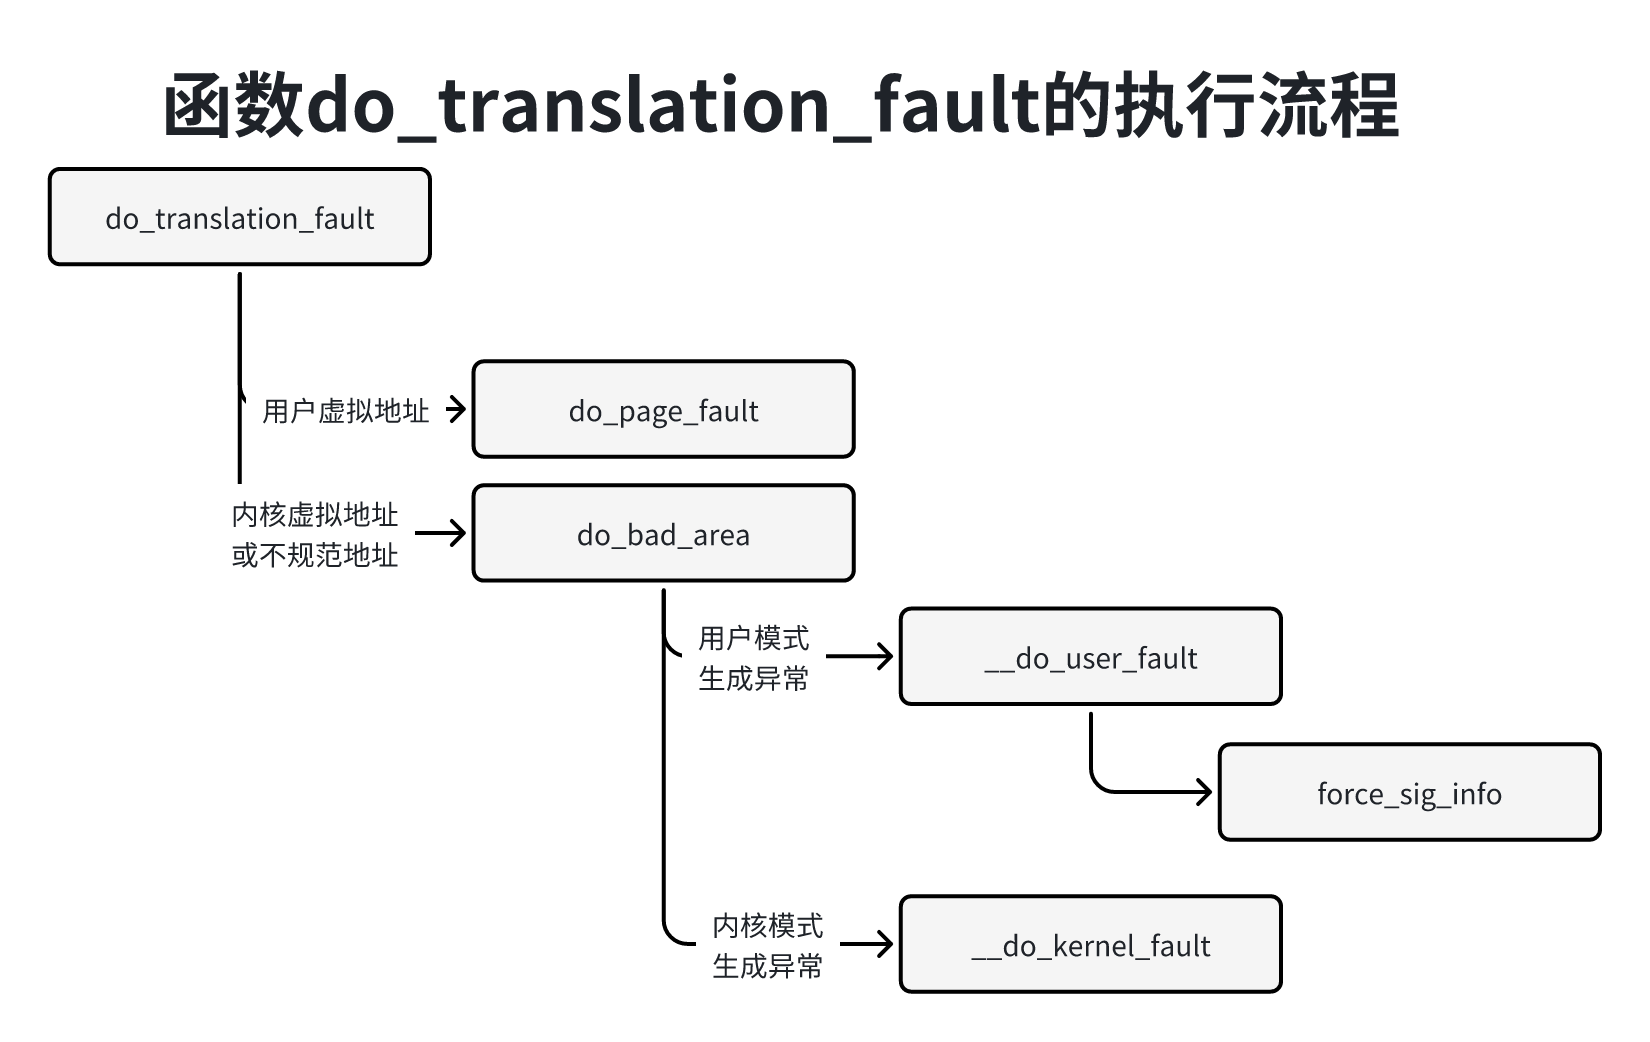 函数do_translation_fault的执行流程
do_translation_fault
用户虚拟地址
do_page_fault
内核虚拟地址
或不规范地址
do_bad_area
用户模式
生成异常
__do_user_fault
force_sig_info
内核模式
生成异常
__do_kernel_fault